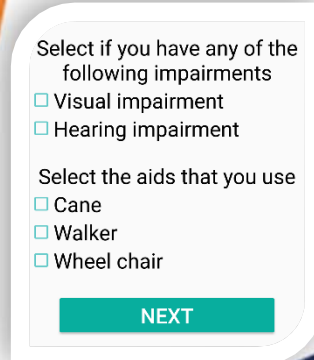 Select if you have any of the
following impairments
Visual impairment
Hearing impairment
Select the aids that you use
Cane
Walker
Wheel chair
NEXT